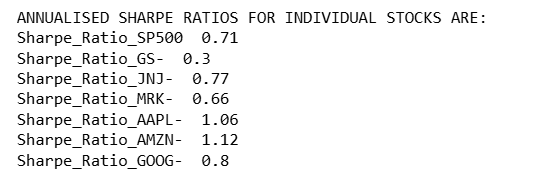 ANNUALISED SHARPE RATIOS FOR INDIVIDUAL STOCKS ARE:
Sharpe_Ratio_SP500  0.71
Sharpe_Ratio_GS-  0.3
Sharpe_Ratio_JNJ-  0.77
Sharpe_Ratio_MRK-  0.66
Sharpe_Ratio_AAPL-  1.06
Sharpe_Ratio_AMZN-  1.12
Sharpe_Ratio_GOOG-  0.8